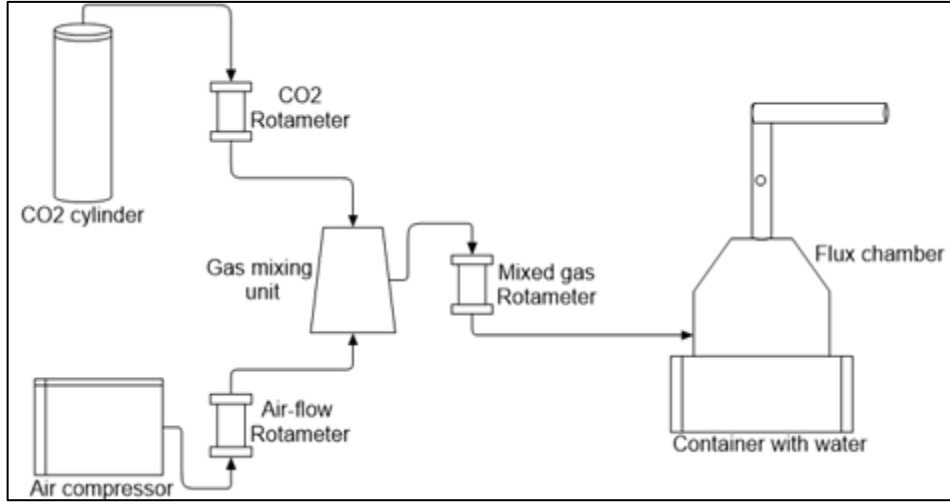 CO2
Rotameter
CO2 cylinder
Gas mixing
unit
Mixed gas
Rotameter
Flux chamber
Air-flow
Rotameter
Container with water
Air compressor